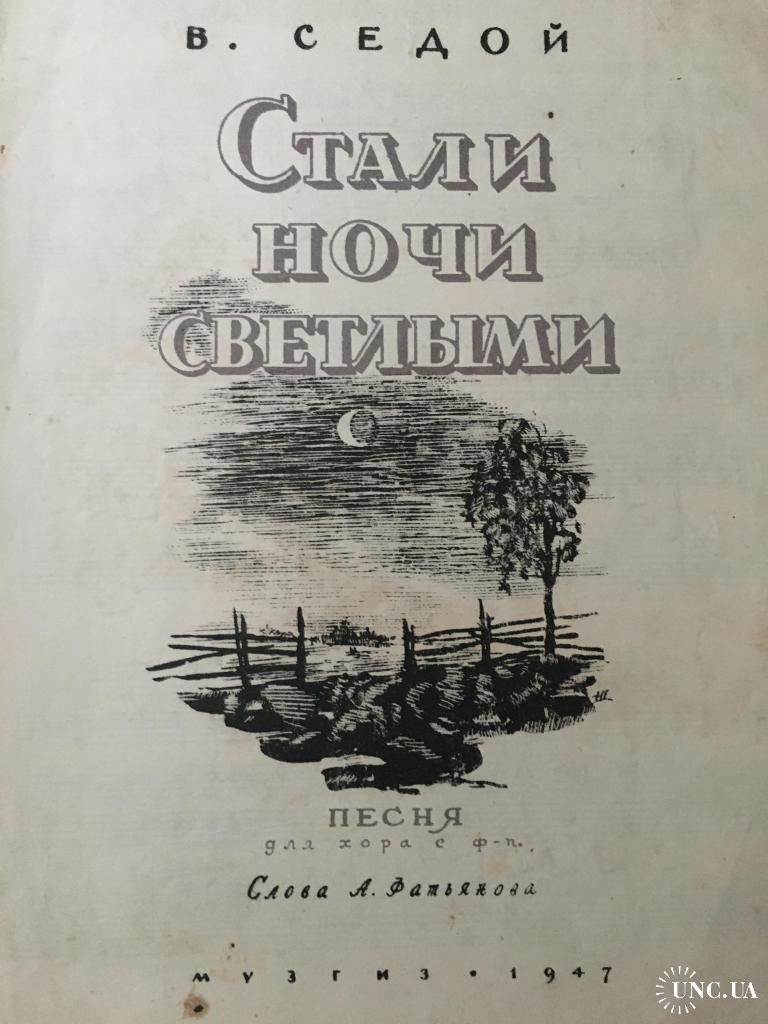 В. СЕДОЙ
СТАЛИ
НОЧИ
СВЕТЛЫМИ
ПЕСНЯ
для хора с ф-п.
Слова А. Фатьянова
МУЗГИЗ • 1947
UNC.UA